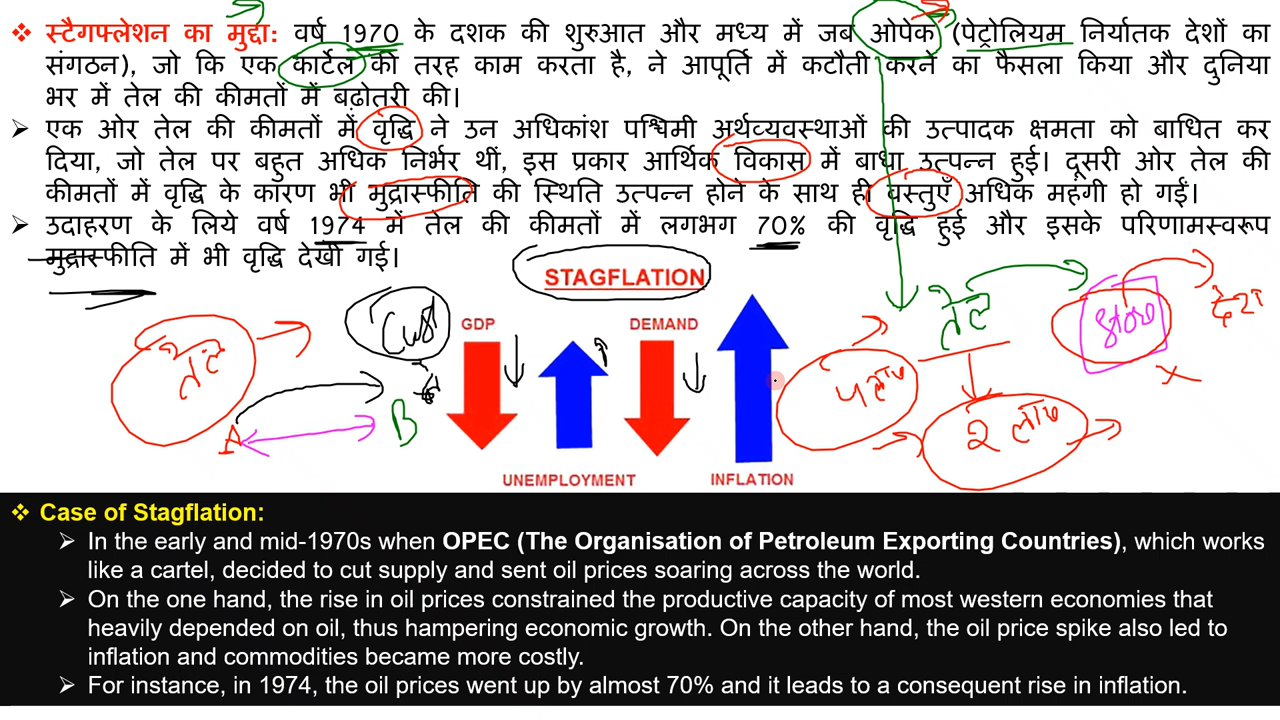 ❖ स्टैगफ्लेशन का मुद्दा: वर्ष 1970 के दशक की शुरुआत और मध्य में जब ओपेक (पेट्रोलियम निर्यातक देशों का
संगठन), जो कि एक कार्टेल की तरह काम करता है, ने आपूर्ति में कटौती करने का फैसला किया और दुनिया
भर में तेल की कीमतों में बढ़ोतरी की।
➢ एक ओर तेल की कीमतों में वृद्धि ने उन अधिकांश पश्चिमी अर्थव्यवस्थाओं की उत्पादक क्षमता को बाधित कर
दिया, जो तेल पर बहुत अधिक निर्भर थीं, इस प्रकार आर्थिक विकास में बाधा उत्पन्न हुई। दूसरी ओर तेल की
कीमतों में वृद्धि के कारण भी मुद्रास्फीति की स्थिति उत्पन्न होने के साथ ही वस्तुएँ अधिक महंगी हो गईं।
➢ उदाहरण के लिये वर्ष 1974 में तेल की कीमतों में लगभग 70% की वृद्धि हुई और इसके परिणामस्वरूप
मुद्रास्फीति में भी वृद्धि देखी गई।
STAGFLATION
GDP DEMAND
तेल Cust तेल
A B 5 लाख 2 लाख
UNEMPLOYMENT INFLATION
❖ Case of Stagflation:
➢ In the early and mid-1970s when OPEC (The Organisation of Petroleum Exporting Countries), which works
like a cartel, decided to cut supply and sent oil prices soaring across the world.
➢ On the one hand, the rise in oil prices constrained the productive capacity of most western economies that
heavily depended on oil, thus hampering economic growth. On the other hand, the oil price spike also led to
inflation and commodities became more costly.
➢ For instance, in 1974, the oil prices went up by almost 70% and it leads to a consequent rise in inflation.